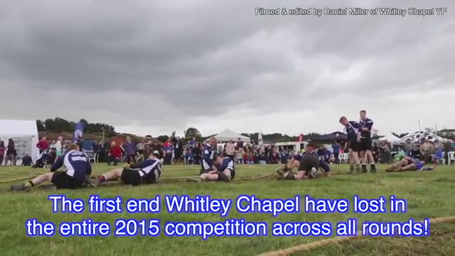 Filmed & edited by Daniel Miller of Whitley Chapel YF
The first end Whitley Chapel have lost in
the entire 2015 competition across all rounds!